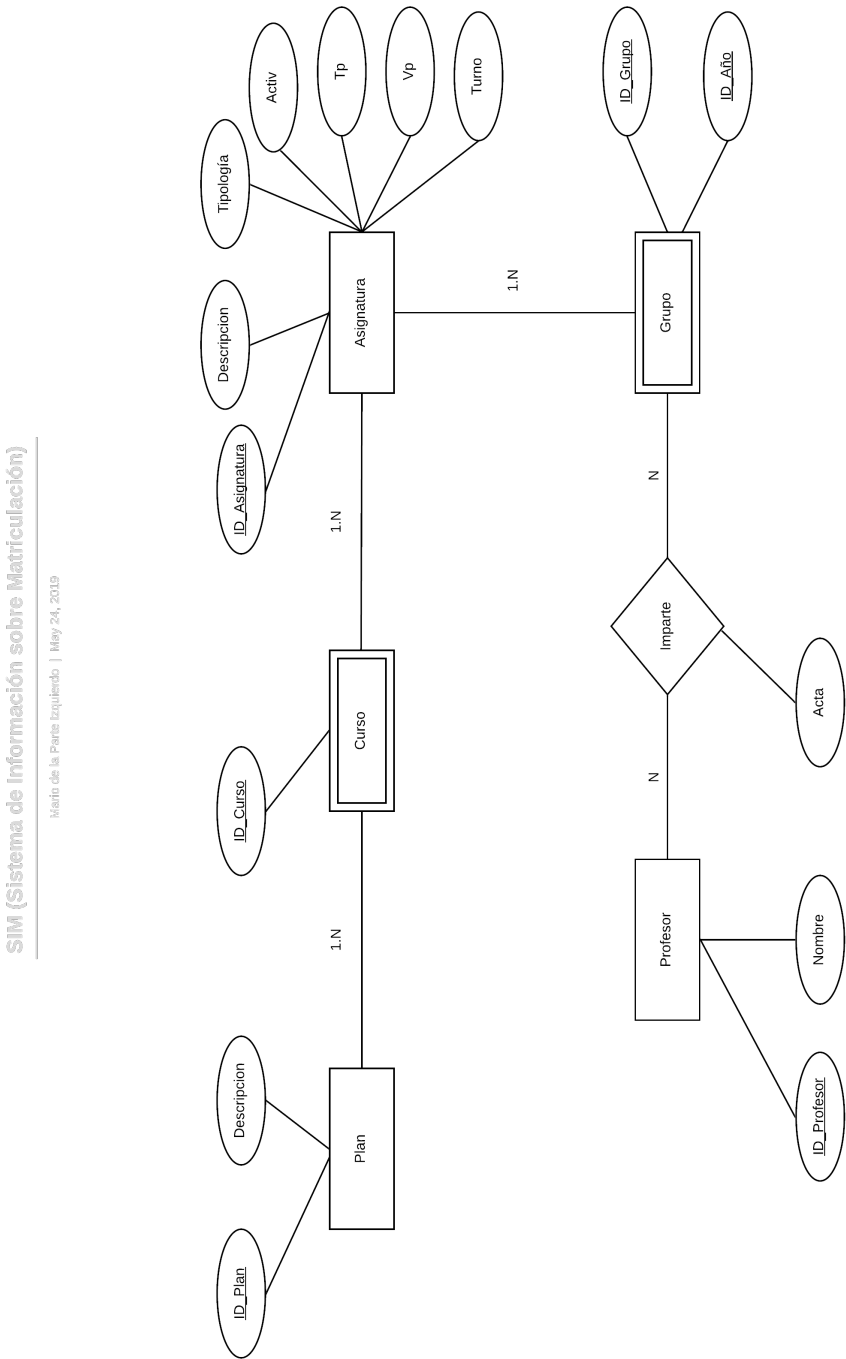 SIM (Sistema de Información sobre Matriculación)
Mario de la Parte Izquierdo | May 24, 2019
ID_Plan
Descripcion
ID_Curso
ID_Asignatura
Descripcion
Tipología
Activ
Tp
Vp
Turno
Plan
1.N
Curso
1.N
Asignatura
1.N
Profesor
N
Imparte
N
Grupo
ID_Grupo
ID_Año
ID_Profesor
Nombre
Acta